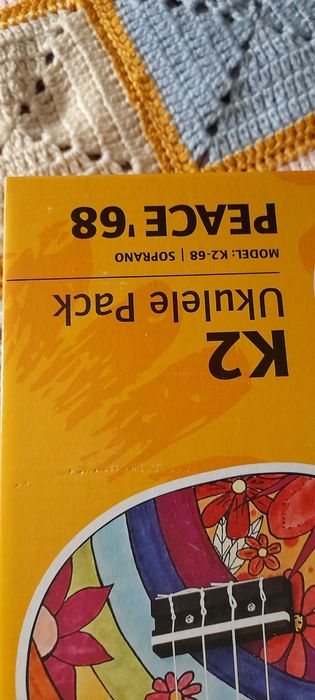 K2
Ukulele Pack
MODEL: K2-68 | SOPRANO
PEACE '68